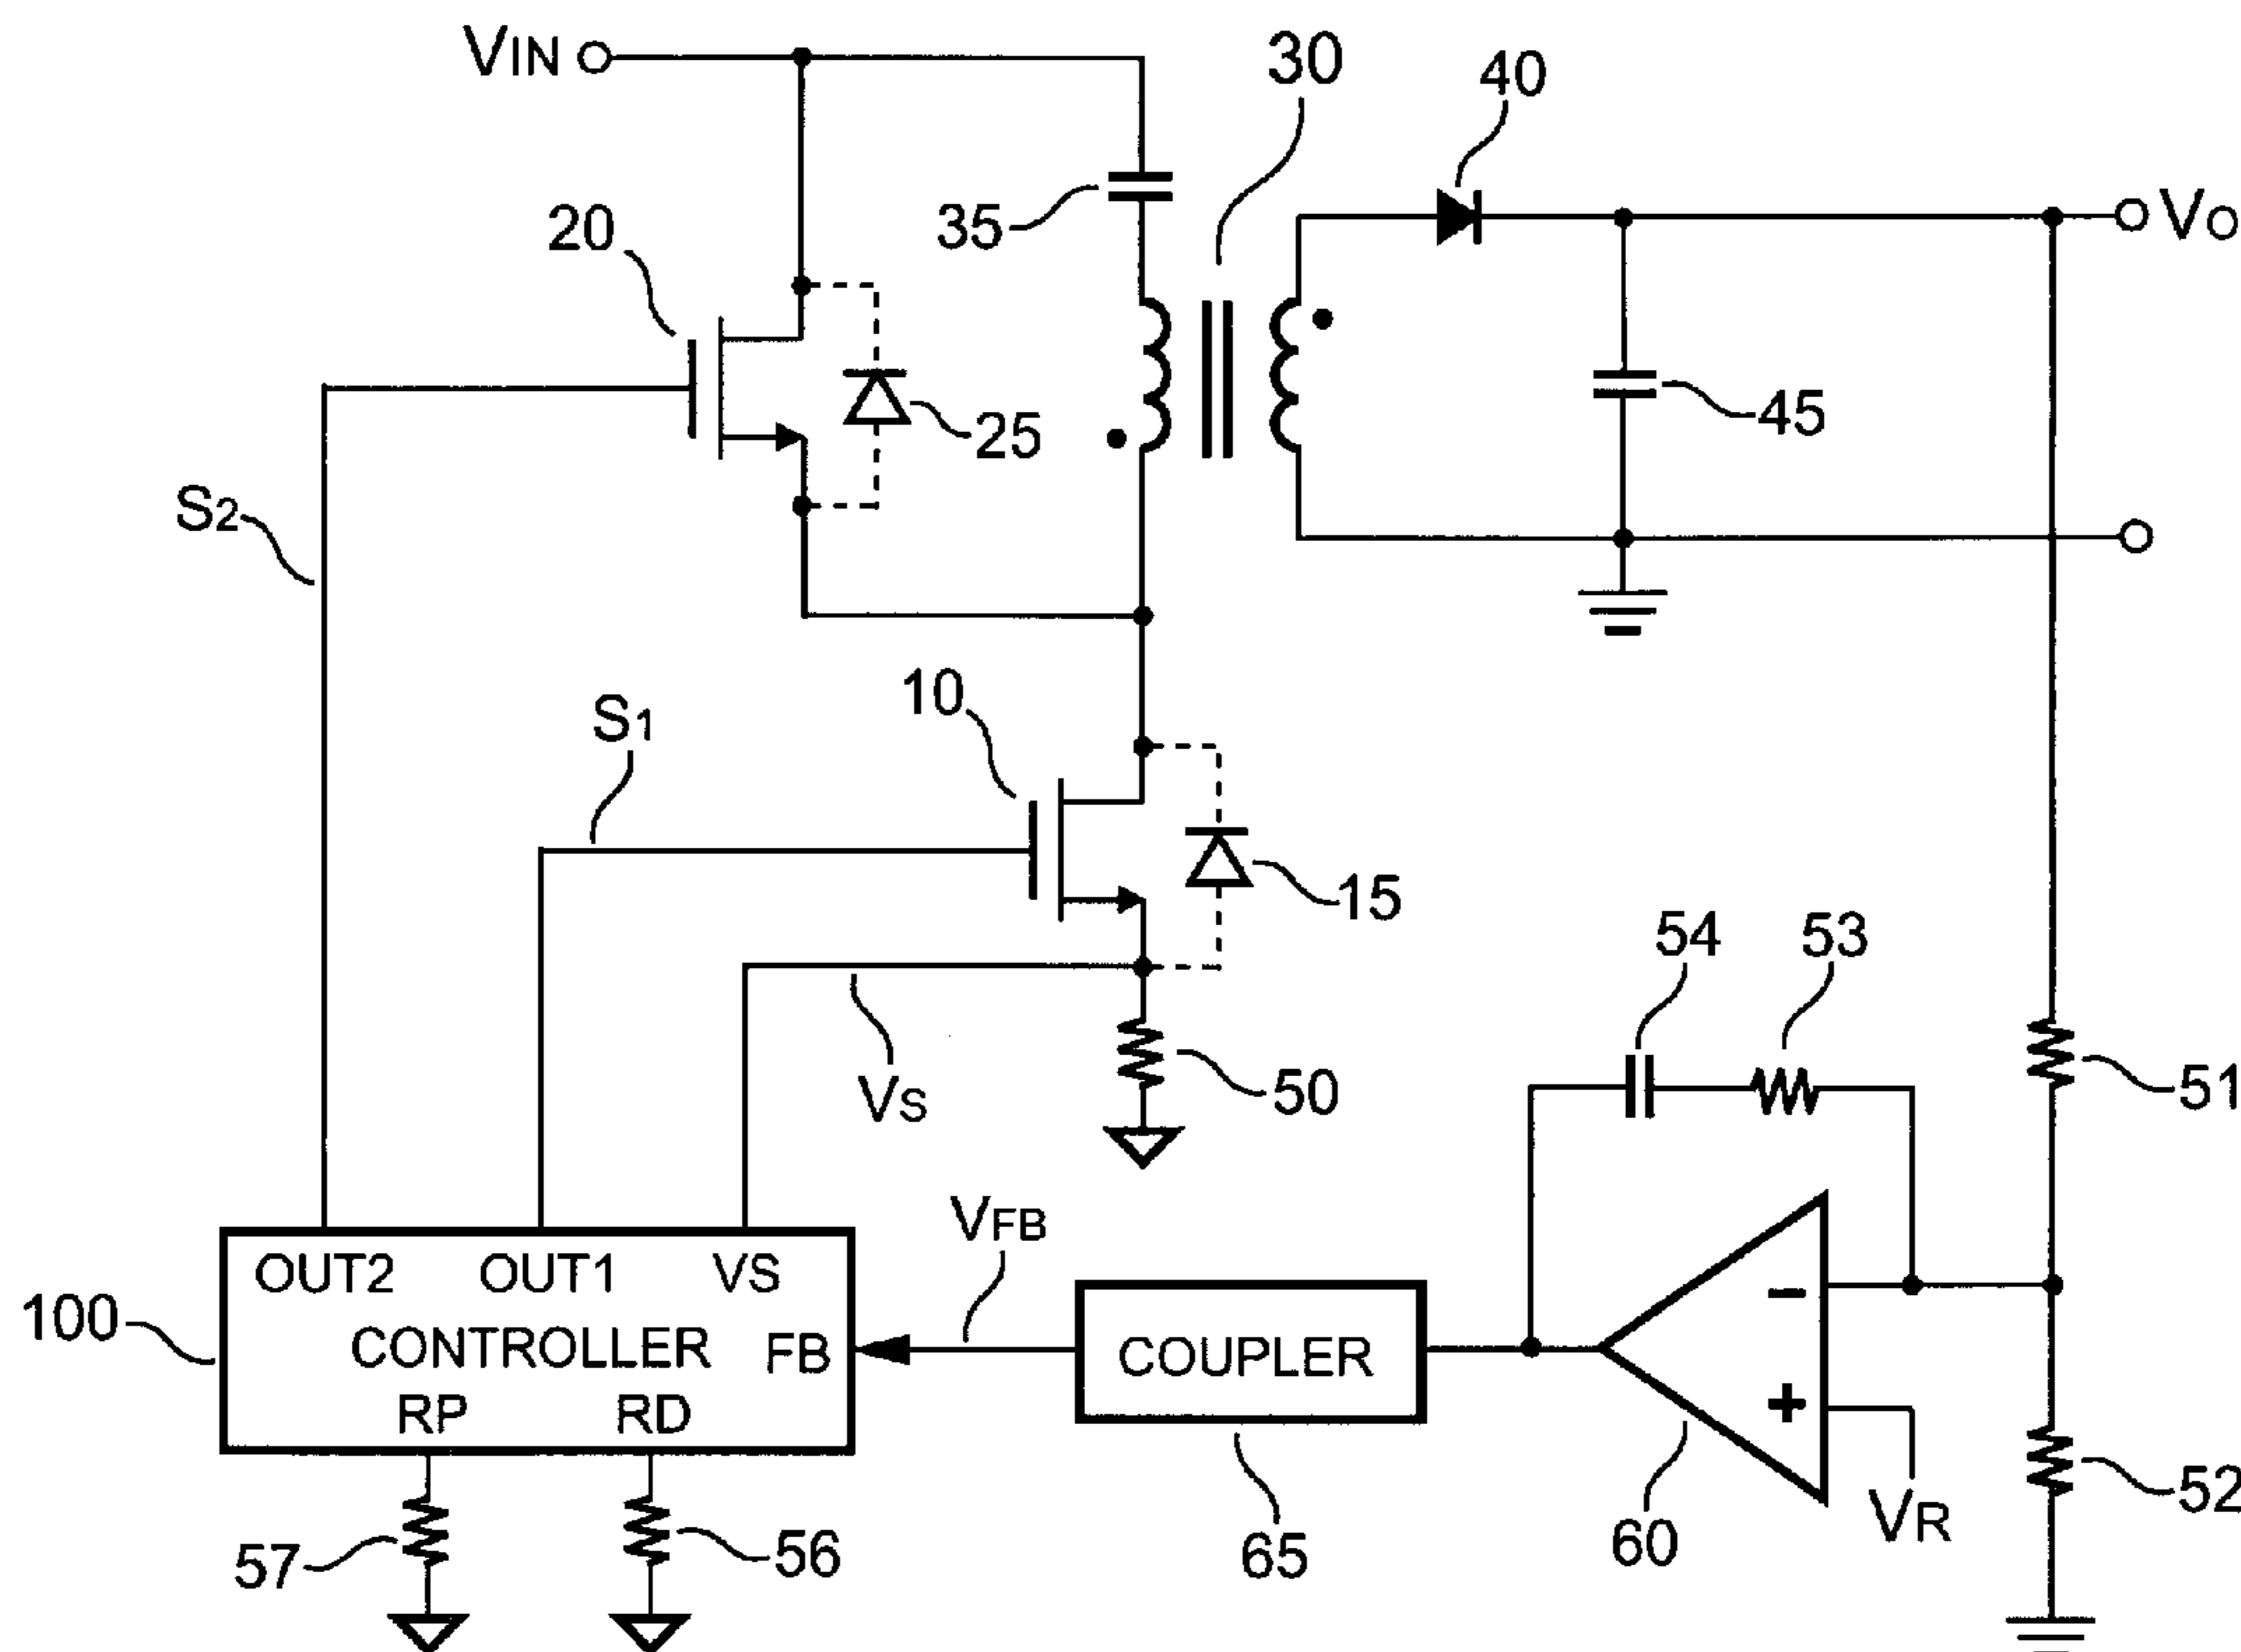 VIN
30
40
VO
35
20
25
45
S2
10
S1
15
54
53
VS
50
51
VFB
OUT2 OUT1 VS
100
CONTROLLER
FB
COUPLER
RP RD
-
+
57
56
65
60
VR
52